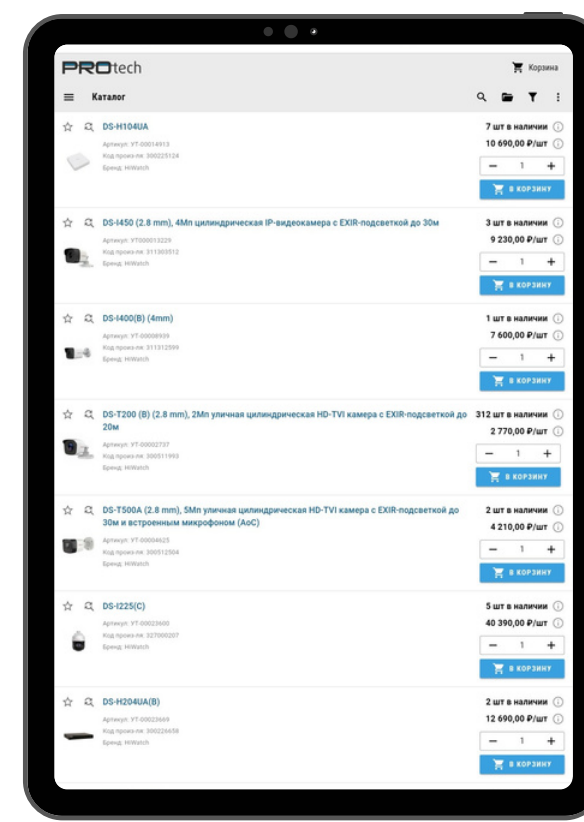 PROtech
Корзина
Каталог
DS-H104UA
7 шт в наличии
Артикул: УТ-00014913
10 690,00 ₽/шт
Код произ-ля: 300225124
Бренд: HiWatch
1
В КОРЗИНУ
DS-I450 (2.8 mm), 4Мп цилиндрическая IP-видеокамера с EXIR-подсветкой до 30м
3 шт в наличии
Артикул: УТ000013229
9 230,00 ₽/шт
Код произ-ля: 311303512
Бренд: HiWatch
1
В КОРЗИНУ
DS-I400(B) (4mm)
1 шт в наличии
Артикул: УТ-00008939
7 600,00 ₽/шт
Код произ-ля: 311312599
Бренд: HiWatch
1
В КОРЗИНУ
DS-T200 (B) (2.8 mm), 2Мп уличная цилиндрическая HD-TVI камера с EXIR-подсветкой до
20м
312 шт в наличии
2 770,00 ₽/шт
Артикул: УТ-00002737
Код произ-ля: 300511993
Бренд: HiWatch
1
В КОРЗИНУ
DS-T500A (2.8 mm), 5Мп уличная цилиндрическая HD-TVI камера с EXIR-подсветкой до
30м и встроенным микрофоном (AoC)
2 шт в наличии
4 210,00 ₽/шт
Артикул: УТ-00004625
Код произ-ля: 300512504
Бренд: HiWatch
1
В КОРЗИНУ
DS-I225(C)
5 шт в наличии
Артикул: УТ-00023600
40 390,00 ₽/шт
Код произ-ля: 327000207
Бренд: HiWatch
1
В КОРЗИНУ
DS-H204UA(B)
2 шт в наличии
Артикул: УТ-00023669
12 690,00 ₽/шт
Код произ-ля: 300226658
Бренд: HiWatch
1
В КОРЗИНУ